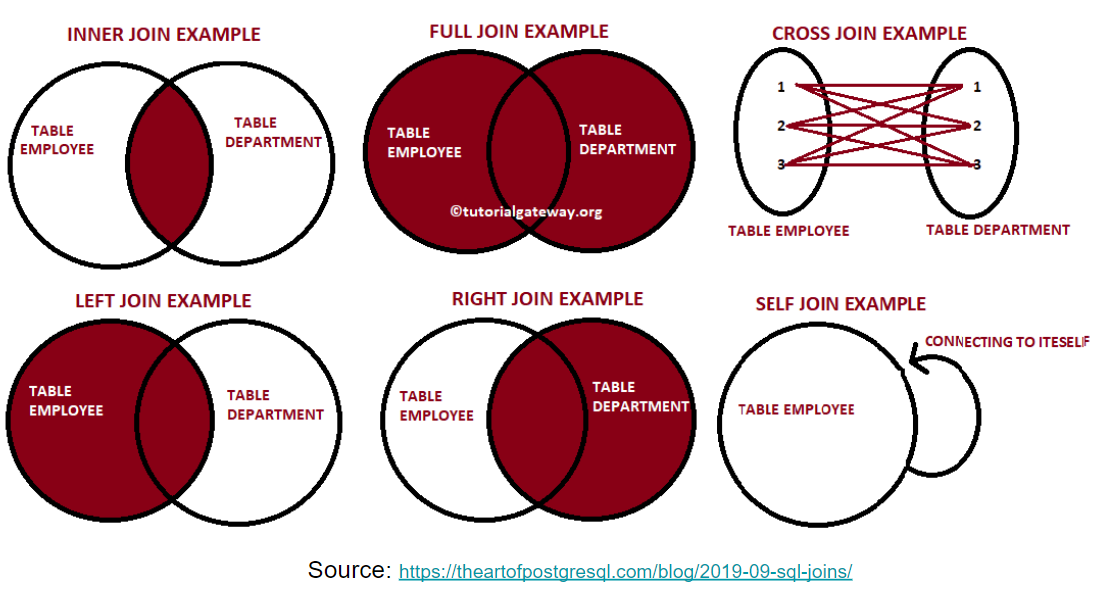 INNER JOIN EXAMPLE
TABLE
EMPLOYEE
TABLE
DEPARTMENT
FULL JOIN EXAMPLE
TABLE
EMPLOYEE
TABLE
DEPARTMENT
©tutorialgateway.org
CROSS JOIN EXAMPLE
1
1
2
2
3
3
TABLE EMPLOYEE
TABLE DEPARTMENT
LEFT JOIN EXAMPLE
TABLE
EMPLOYEE
TABLE
DEPARTMENT
RIGHT JOIN EXAMPLE
TABLE
EMPLOYEE
TABLE
DEPARTMENT
SELF JOIN EXAMPLE
CONNECTING TO ITESELF
TABLE EMPLOYEE
Source: https://theartofpostgresql.com/blog/2019-09-sql-joins/